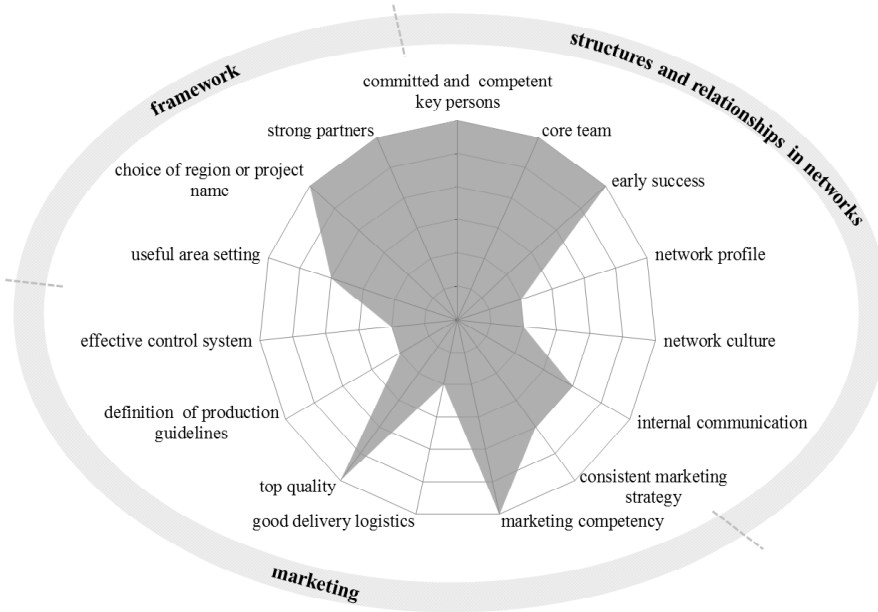 structures and relationships in networks
framework
committed and competent
key persons
strong partners
core team
choice of region or project
name
early success
useful area setting
network profile
effective control system
network culture
definition of production
guidelines
internal communication
top quality
consistent marketing
strategy
good delivery logistics
marketing competency
marketing